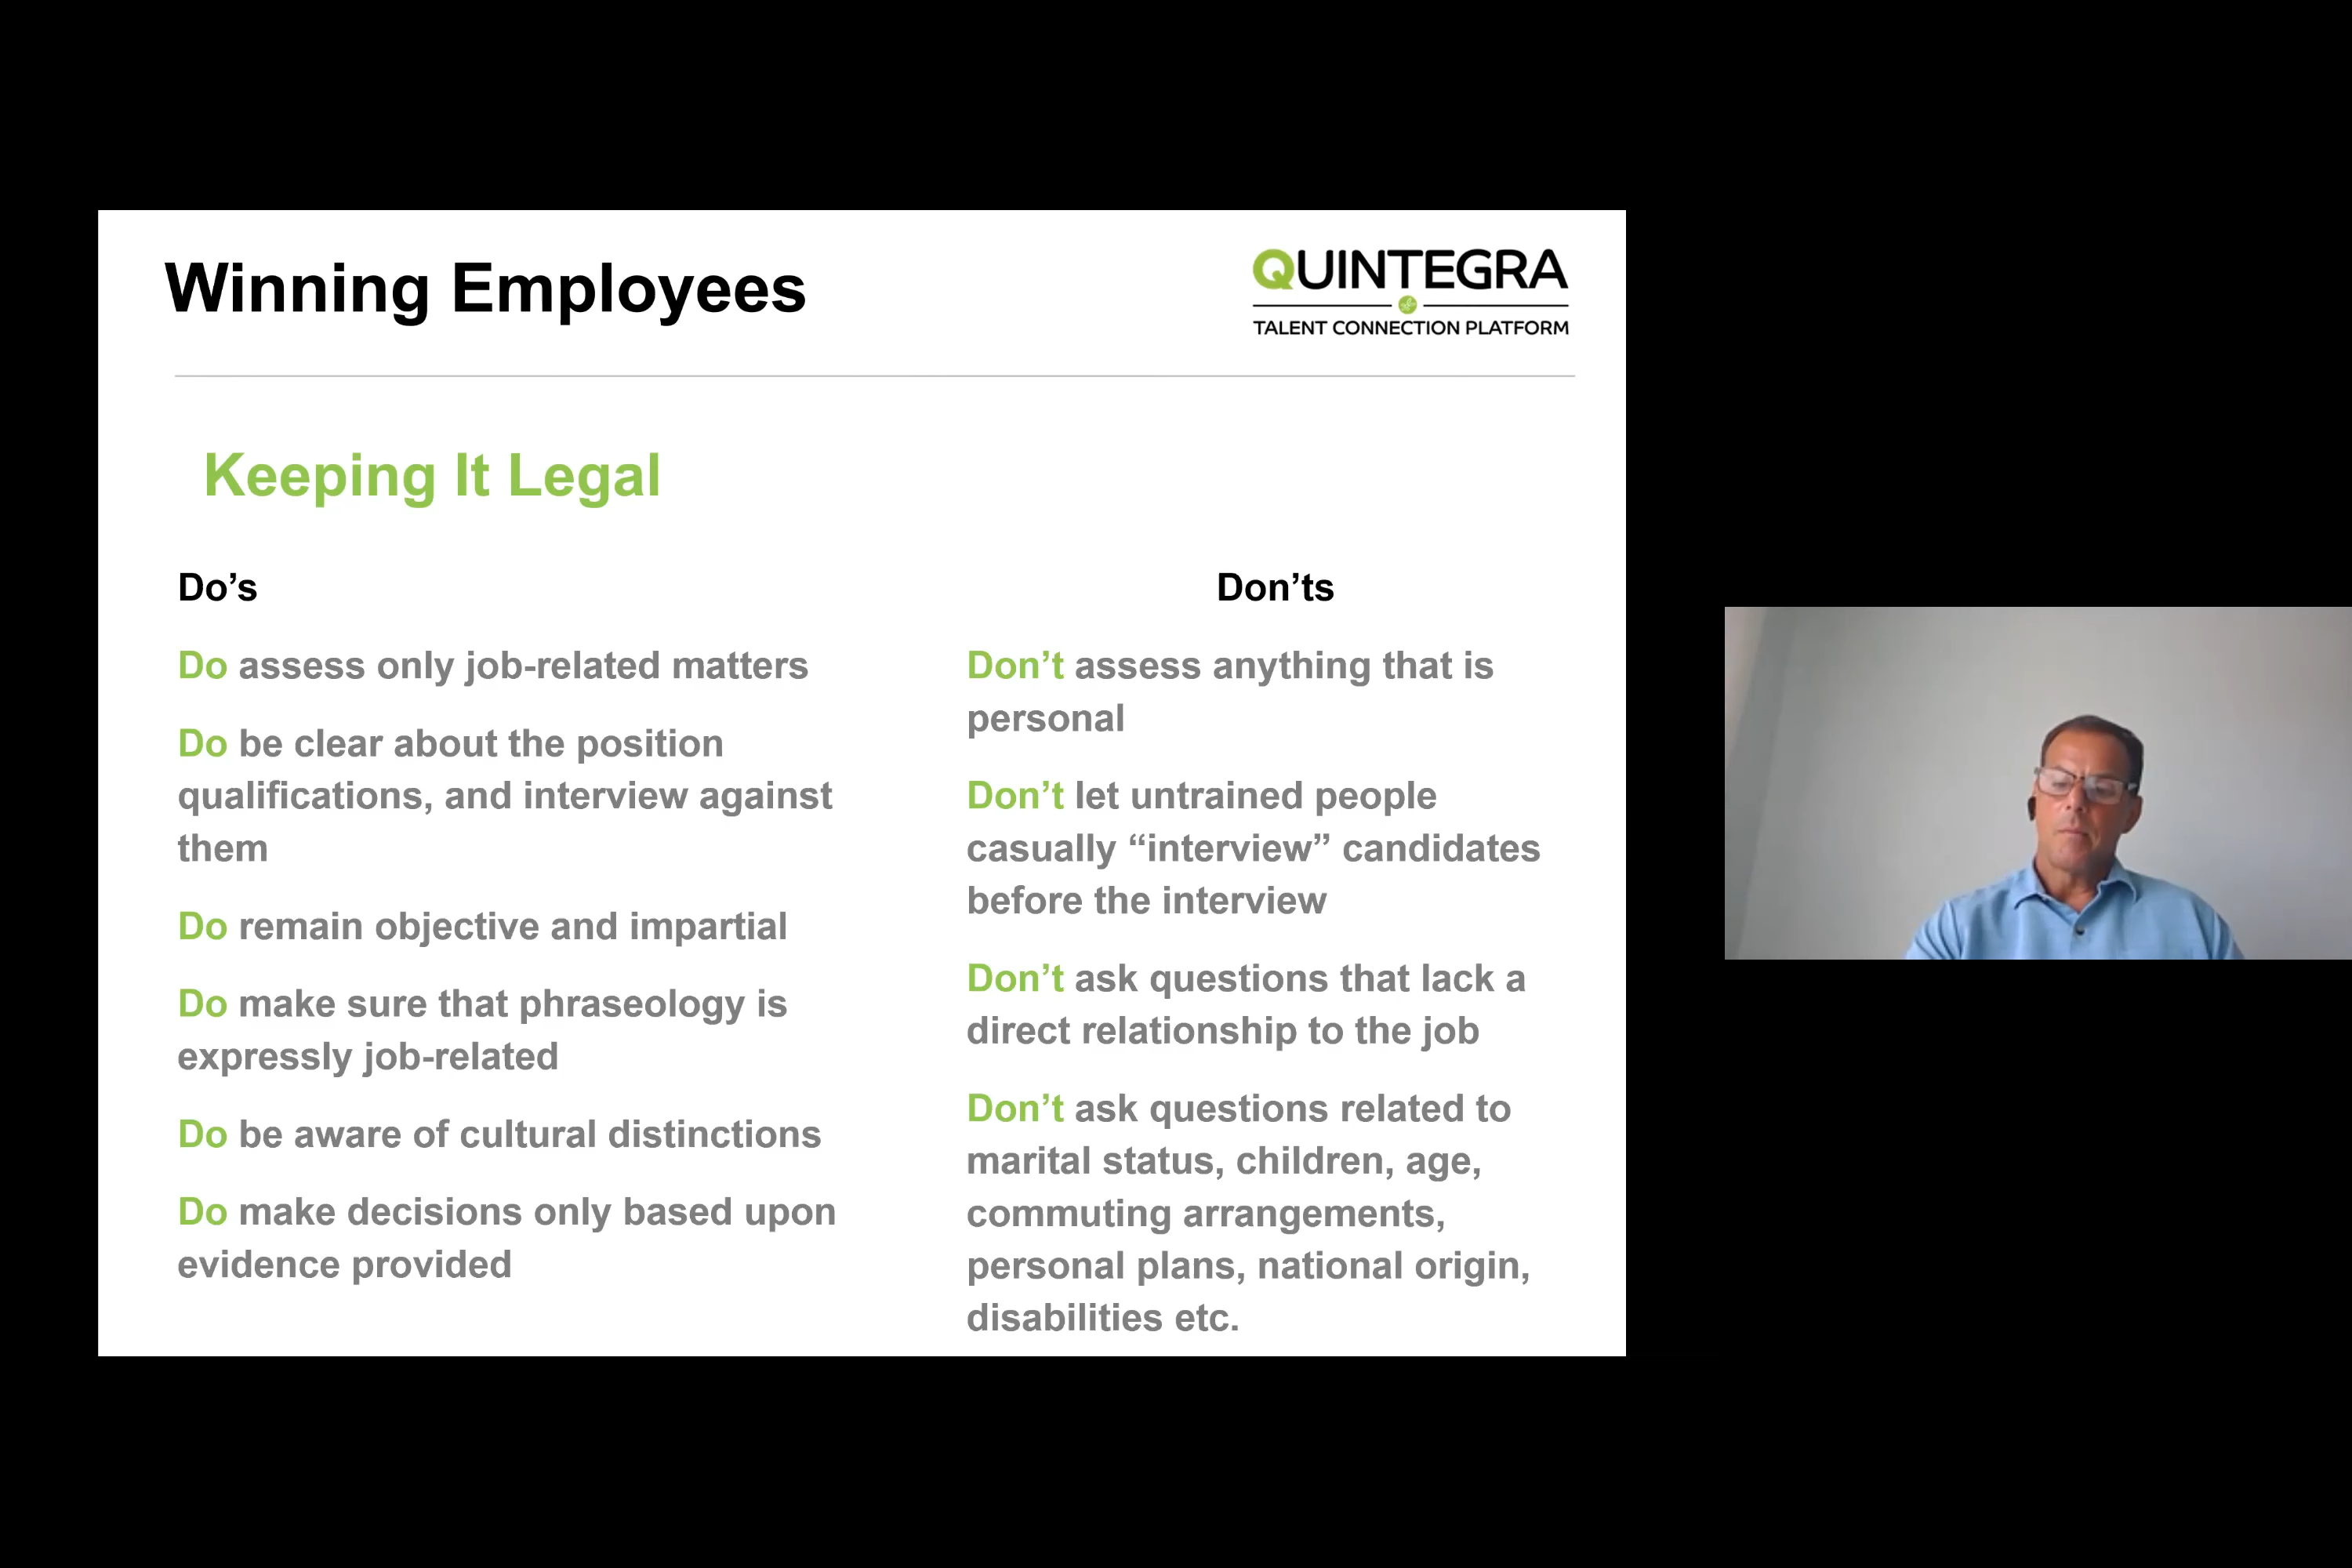 Winning Employees
QUINTEGRA
TALENT CONNECTION PLATFORM
Keeping It Legal
Do’s
Do assess only job-related matters
Do be clear about the position
qualifications, and interview against
them
Do remain objective and impartial
Do make sure that phraseology is
expressly job-related
Do be aware of cultural distinctions
Do make decisions only based upon
evidence provided
Don’ts
Don’t assess anything that is
personal
Don’t let untrained people
casually “interview” candidates
before the interview
Don’t ask questions that lack a
direct relationship to the job
Don’t ask questions related to
marital status, children, age,
commuting arrangements,
personal plans, national origin,
disabilities etc.